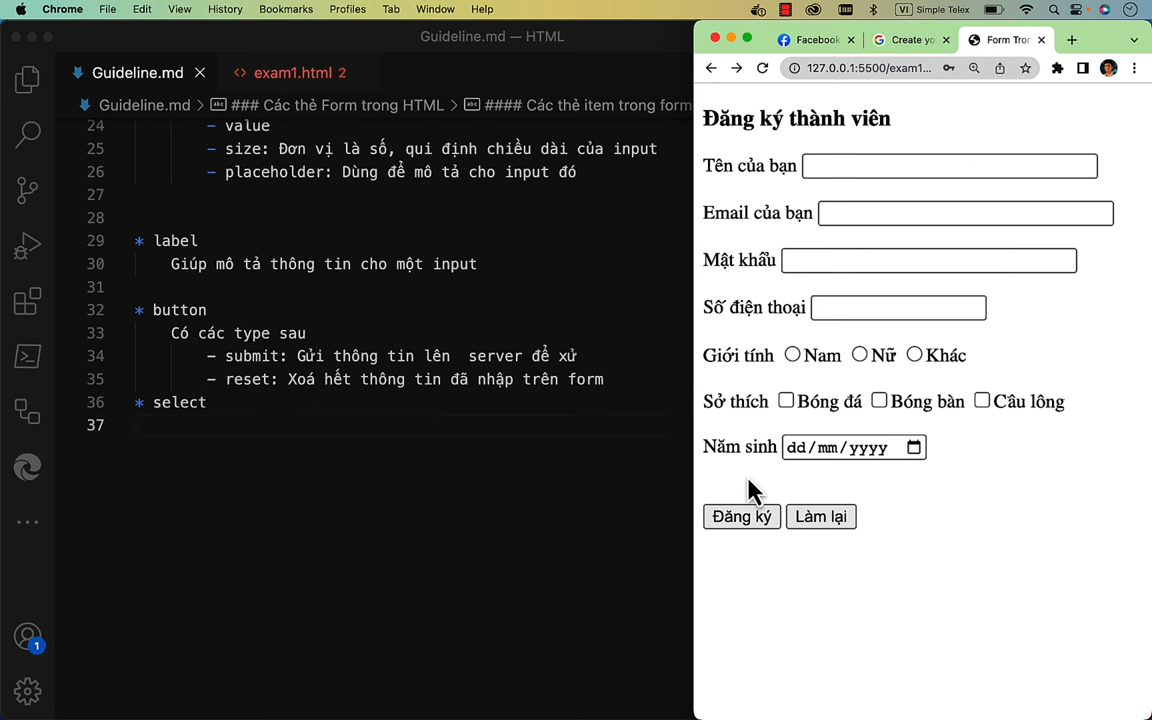 Chrome File Edit View History Bookmarks Profiles Tab Window Help VI Simple Telex
Guideline.md — HTML
Guideline.md exam1.html 2
Guideline.md > ### Các thẻ Form trong HTML > #### Các thẻ item trong form
24 - value
25 - size: Đơn vị là số, qui định chiều dài của input
26 - placeholder: Dùng để mô tả cho input đó
27
28
29 * label
30 Giúp mô tả thông tin cho một input
31
32 * button
33 Có các type sau
34 - submit: Gửi thông tin lên server để xử
35 - reset: Xoá hết thông tin đã nhập trên form
36 * select
37
1
Facebook Create yo Form Tror
127.0.0.1:5500/exam1...
Đăng ký thành viên
Tên của bạn
Email của bạn
Mật khẩu
Số điện thoại
Giới tính Nam Nữ Khác
Sở thích Bóng đá Bóng bàn Cầu lông
Năm sinh dd/mm/yyyy
Đăng ký Làm lại